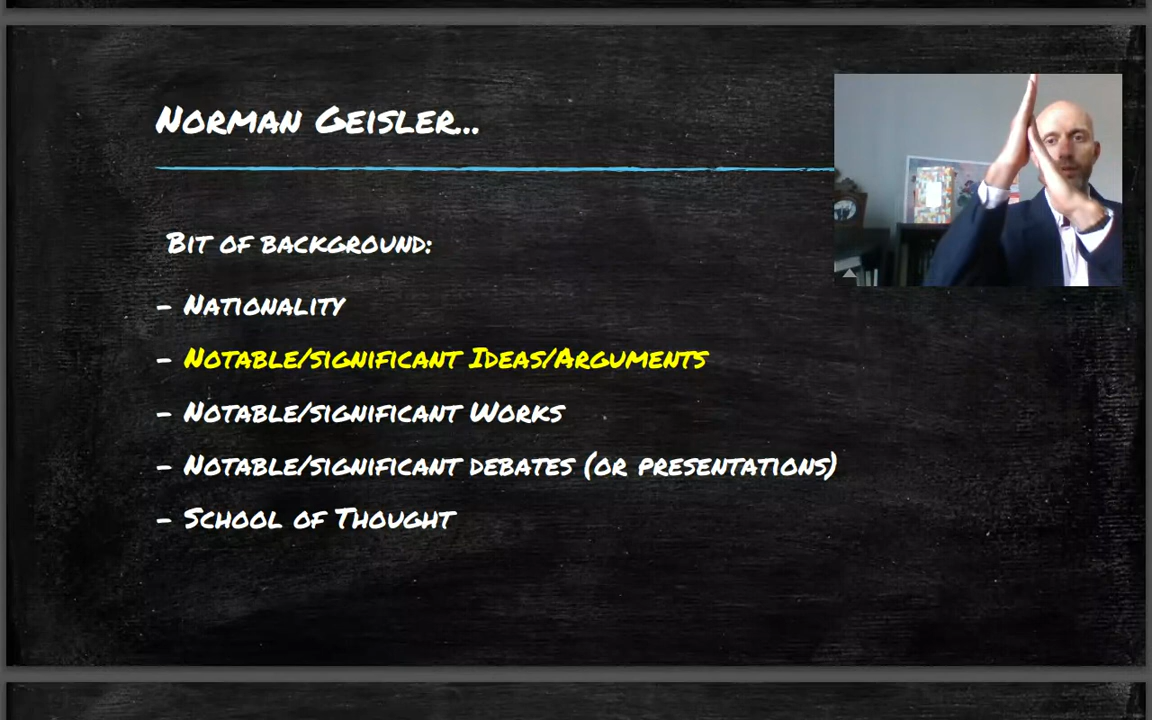 Norman Geisler...
Bit of background:
- Nationality
- Notable/significant Ideas/Arguments
- Notable/significant Works
- Notable/significant debates (or presentations)
- School of Thought